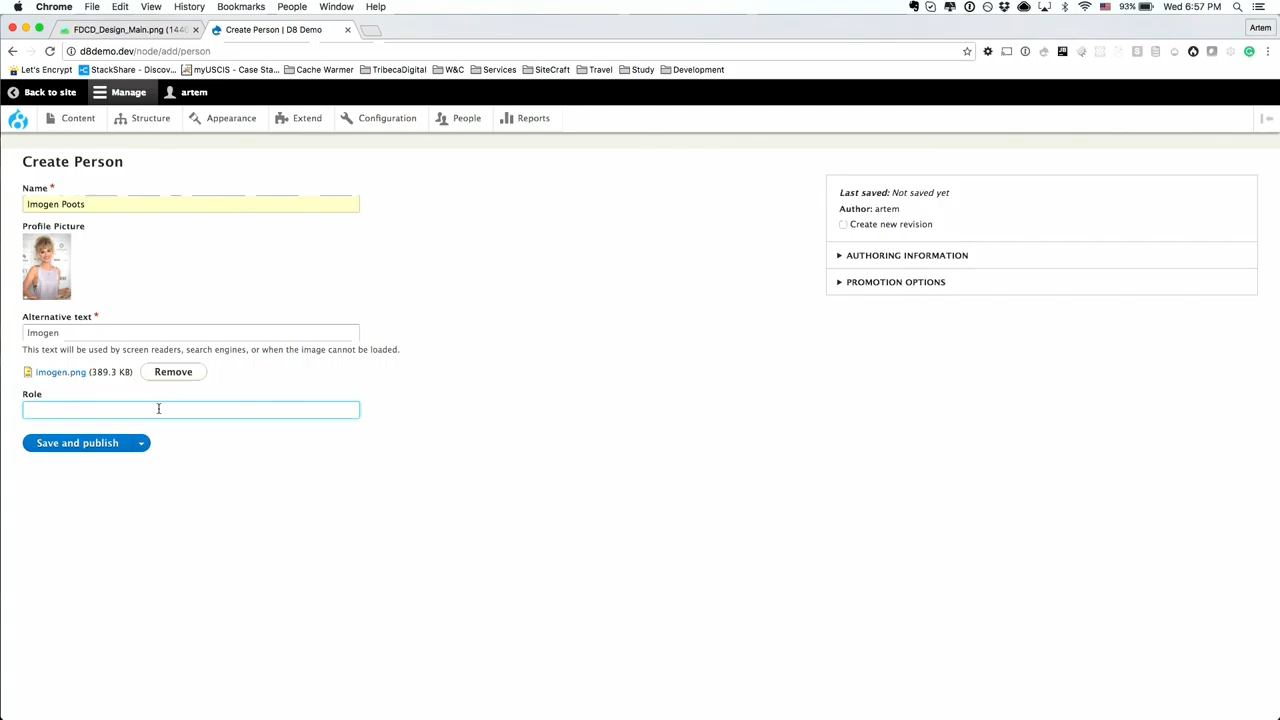 Chrome File Edit View History Bookmarks People Window Help 93% Wed 6:57 PM
FDCD_Design_Main.png (1440 Create Person | D8 Demo Artem
d8demo.dev/node/add/person
Let's Encrypt StackShare - Discov... myUSCIS - Case Sta... Cache Warmer TribecaDigital W&C Services SiteCraft Travel Study Development
Back to site Manage artem
Content Structure Appearance Extend Configuration People Reports
Create Person
Name *
Imogen Poots
Profile Picture
Alternative text *
Imogen
This text will be used by screen readers, search engines, or when the image cannot be loaded.
imogen.png (389.3 KB) Remove
Role
Save and publish
Last saved: Not saved yet
Author: artem
Create new revision
AUTHORING INFORMATION
PROMOTION OPTIONS